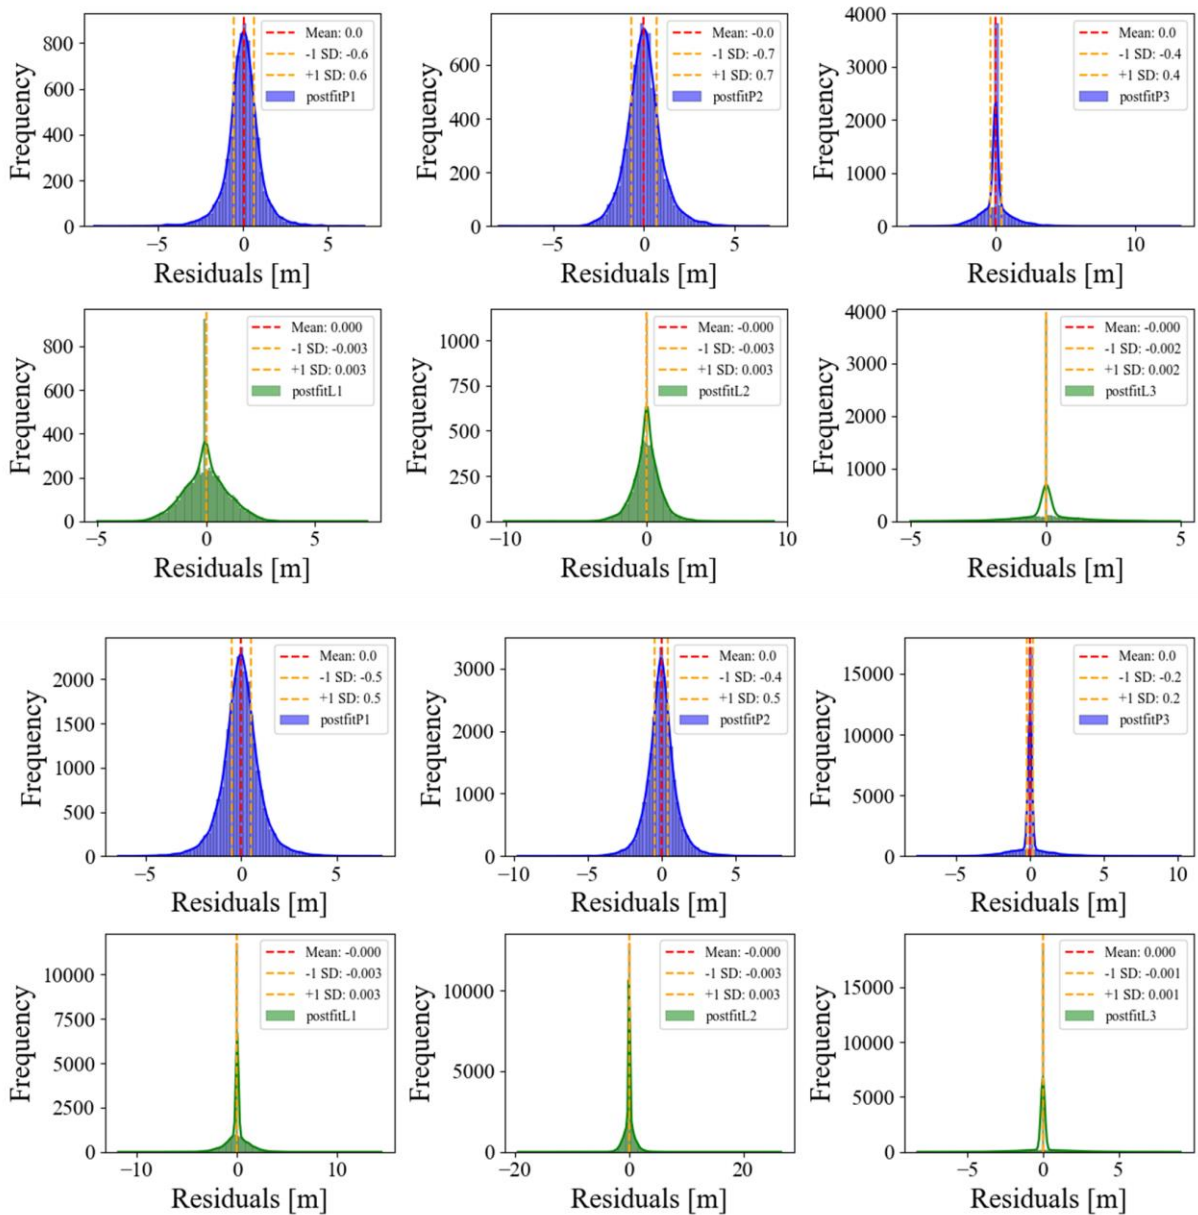 Frequency
800
600
400
200
0
−5 0 5
Residuals [m]
Mean: 0.0
-1 SD: -0.6
+1 SD: 0.6
postfitP1
Frequency
600
400
200
0
−5 0 5
Residuals [m]
Mean: -0.0
-1 SD: -0.7
+1 SD: 0.7
postfitP2
Frequency
4000
3000
2000
1000
0
0 10
Residuals [m]
Mean: 0.0
-1 SD: -0.4
+1 SD: 0.4
postfitP3
Frequency
800
600
400
200
0
−5 0 5
Residuals [m]
Mean: 0.000
-1 SD: -0.003
+1 SD: 0.003
postfitL1
Frequency
1000
750
500
250
0
−10 0 10
Residuals [m]
Mean: -0.000
-1 SD: -0.003
+1 SD: 0.003
postfitL2
Frequency
4000
3000
2000
1000
0
−5 0 5
Residuals [m]
Mean: -0.000
-1 SD: -0.002
+1 SD: 0.002
postfitL3
Frequency
2000
1500
1000
500
0
−5 0 5
Residuals [m]
Mean: 0.0
-1 SD: -0.5
+1 SD: 0.5
postfitP1
Frequency
3000
2000
1000
0
−10 −5 0 5
Residuals [m]
Mean: 0.0
-1 SD: -0.4
+1 SD: 0.5
postfitP2
Frequency
15000
10000
5000
0
−5 0 5 10
Residuals [m]
Mean: 0.0
-1 SD: -0.2
+1 SD: 0.2
postfitP3
Frequency
10000
7500
5000
2500
0
−10 0 10
Residuals [m]
Mean: -0.000
-1 SD: -0.003
+1 SD: 0.003
postfitL1
Frequency
10000
5000
0
−20 0 20
Residuals [m]
Mean: -0.000
-1 SD: -0.003
+1 SD: 0.003
postfitL2
Frequency
15000
10000
5000
0
−5 0 5
Residuals [m]
Mean: 0.000
-1 SD: -0.001
+1 SD: 0.001
postfitL3